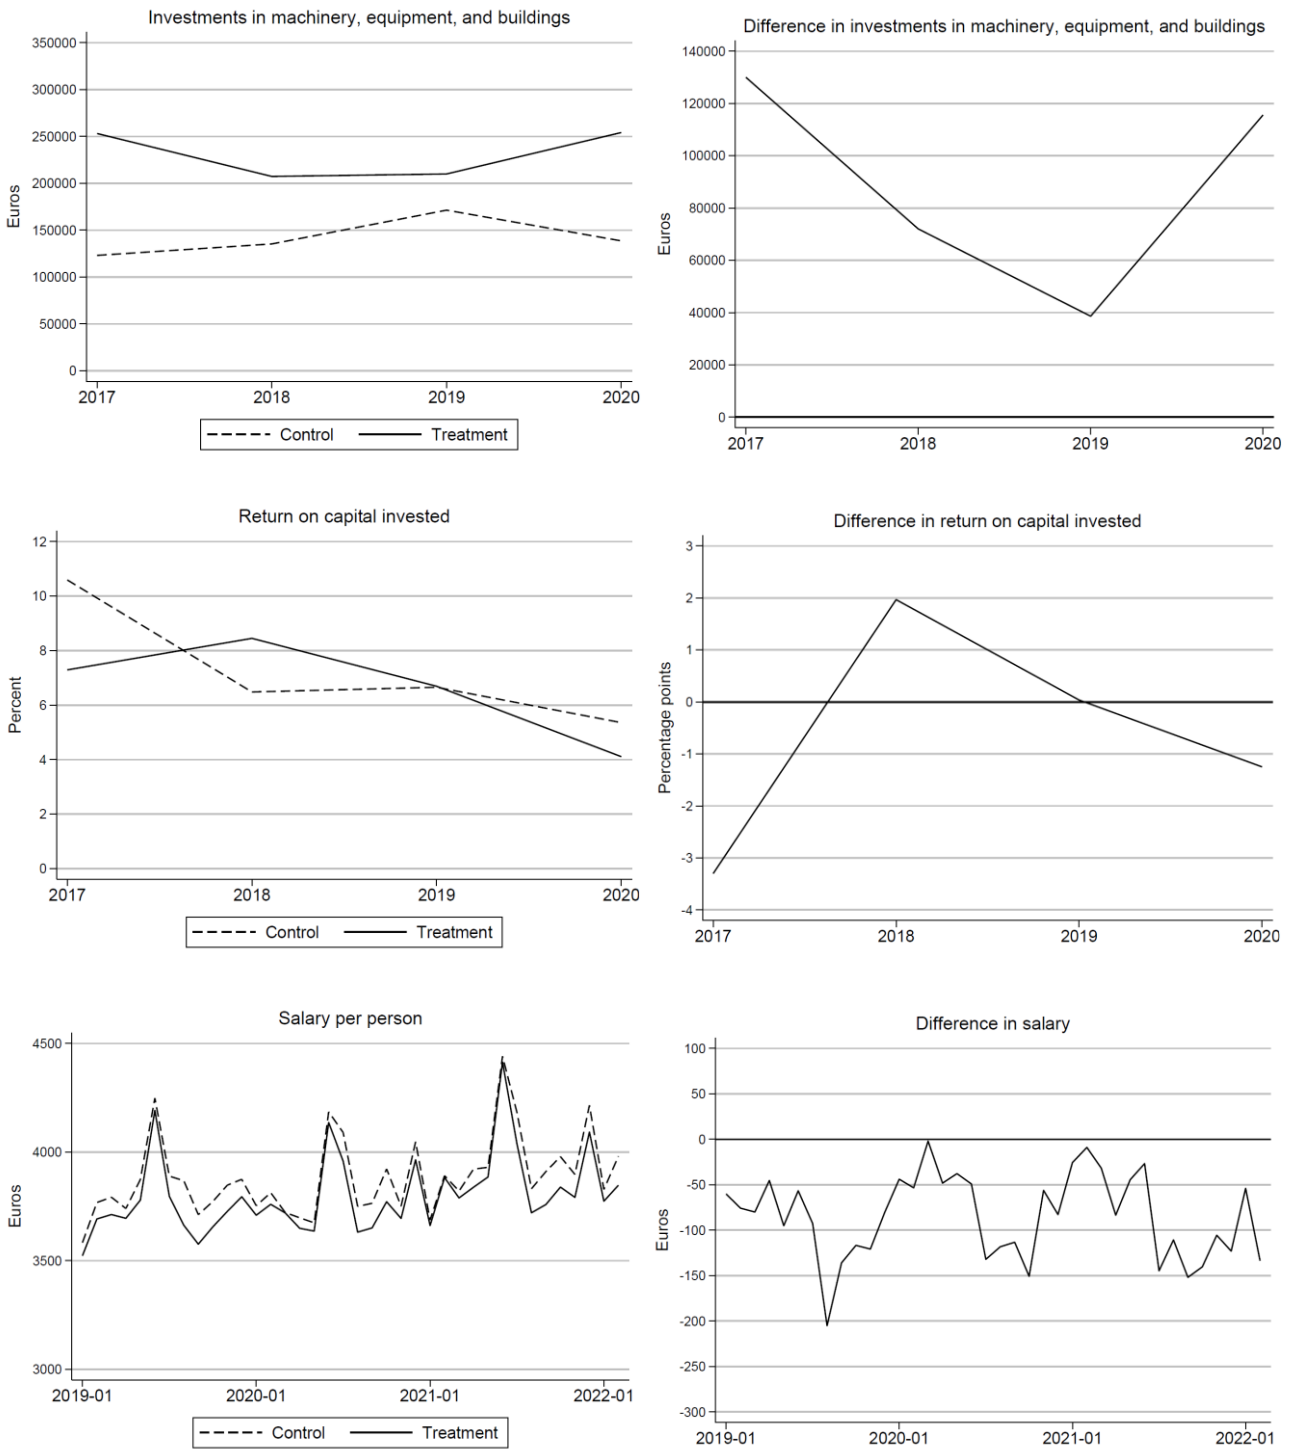 Investments in machinery, equipment, and buildings
350000
300000
250000
200000
150000
100000
50000
0
Euros
2017 2018 2019 2020
Control Treatment
Difference in investments in machinery, equipment, and buildings
140000
120000
100000
80000
60000
40000
20000
0
Euros
2017 2018 2019 2020
Return on capital invested
12
10
8
6
4
2
0
Percent
2017 2018 2019 2020
Control Treatment
Difference in return on capital invested
3
2
1
0
-1
-2
-3
-4
Percentage points
2017 2018 2019 2020
Salary per person
4500
4000
3500
3000
Euros
2019-01 2020-01 2021-01 2022-01
Control Treatment
Difference in salary
100
50
0
-50
-100
-150
-200
-250
-300
Euros
2019-01 2020-01 2021-01 2022-01